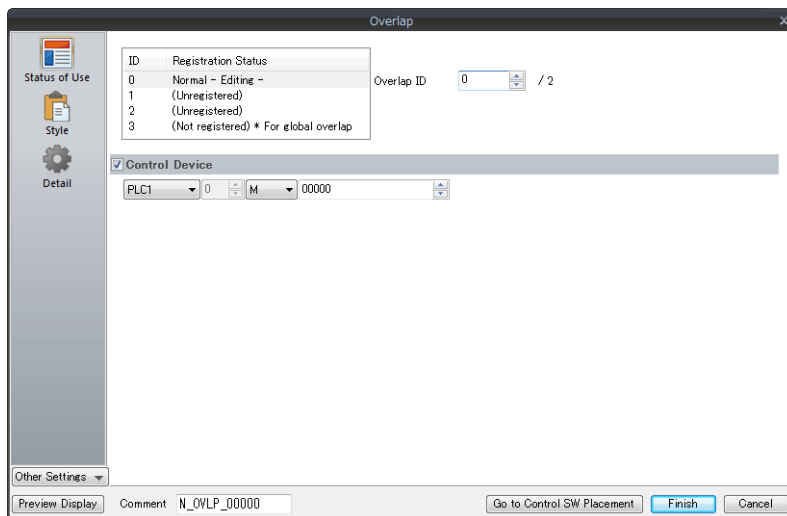 Overlap
Status of Use
Style
Detail
ID Registration Status
0 Normal - Editing -
1 (Unregistered)
2 (Unregistered)
3 (Not registered) * For global overlap
Overlap ID 0 / 2
Control Device
PLC1 0 M 00000
Other Settings
Preview Display Comment N_OVLP_00000 Go to Control SW Placement Finish Cancel